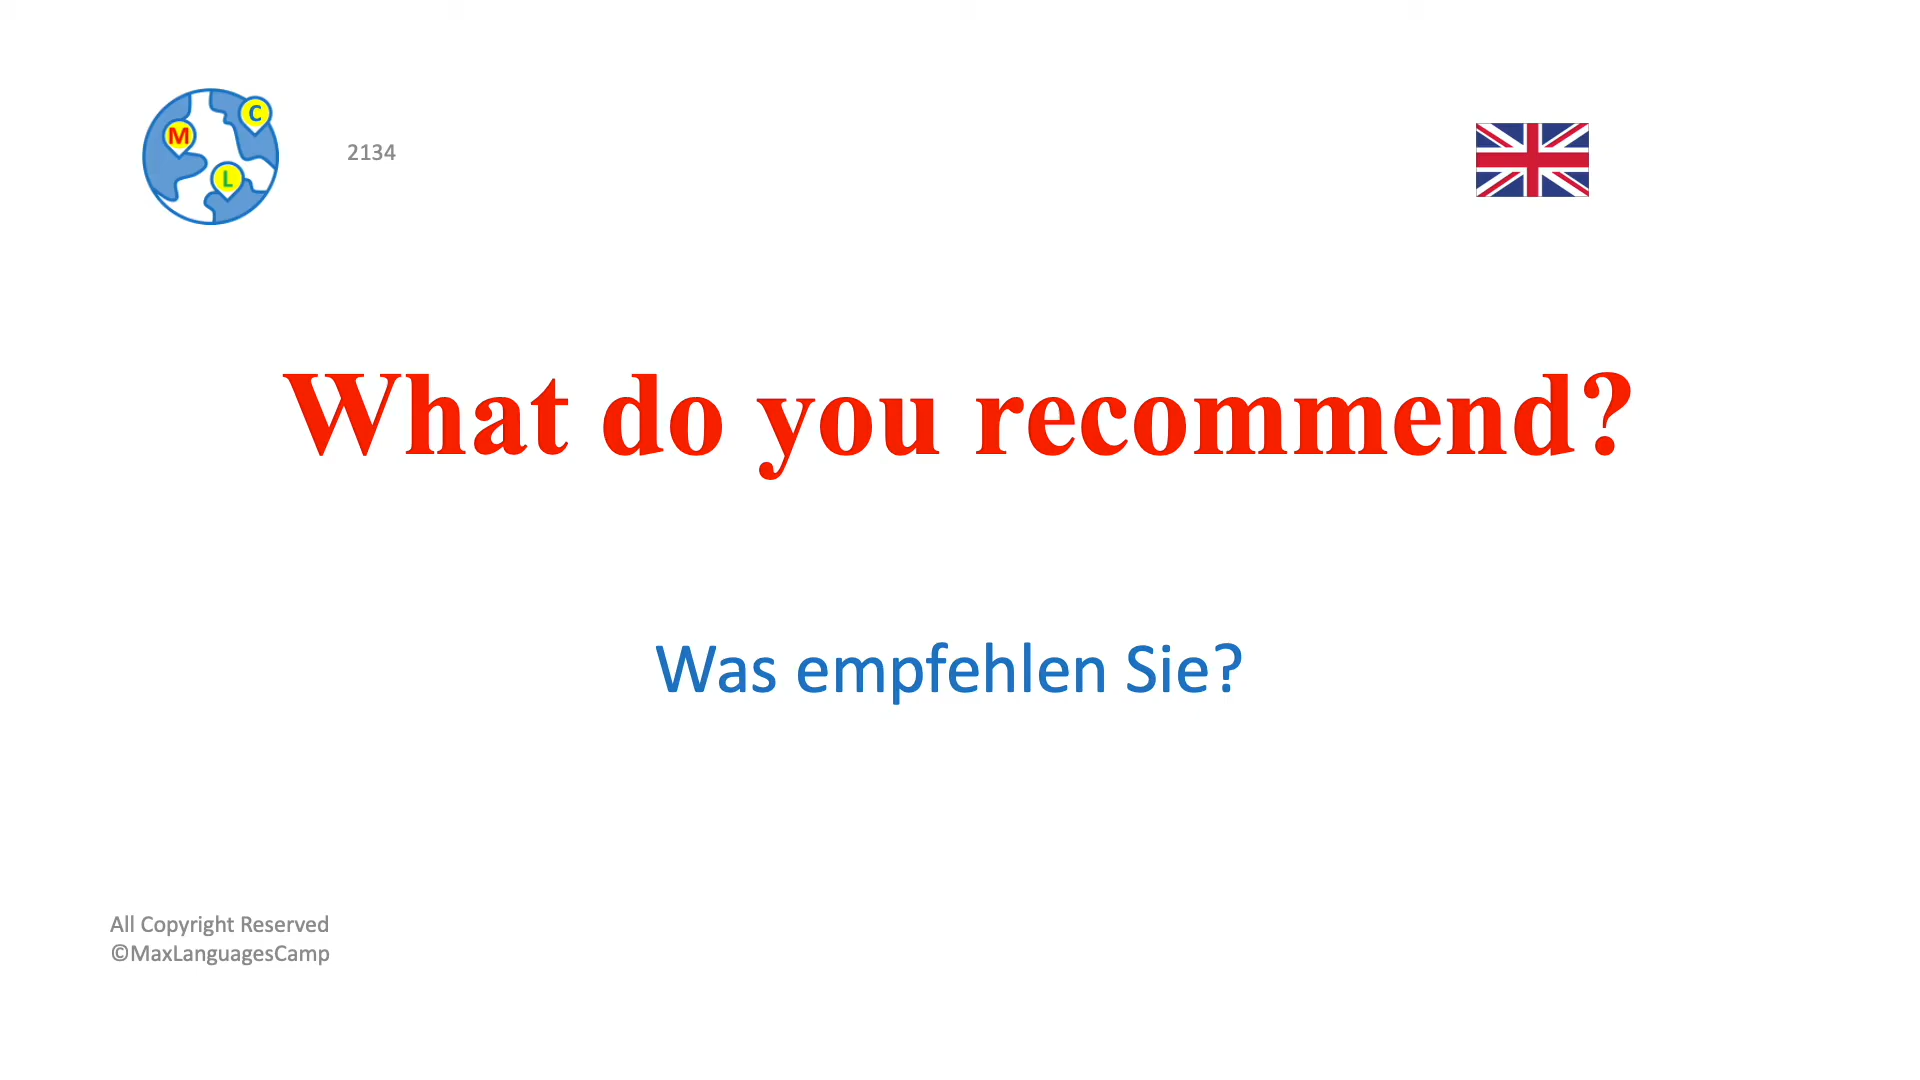 M
C
L
2134
What do you recommend?
Was empfehlen Sie?
All Copyright Reserved
©MaxLanguagesCamp